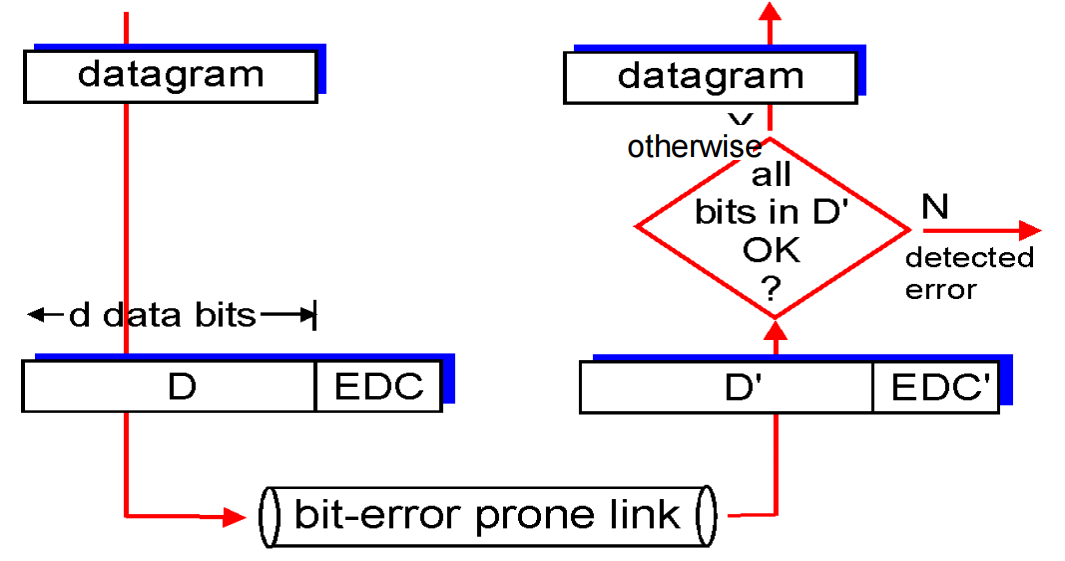 datagram
datagram
otherwise
all
bits in D'
OK
?
N
detected
error
d data bits
D
EDC
D'
EDC'
bit-error prone link